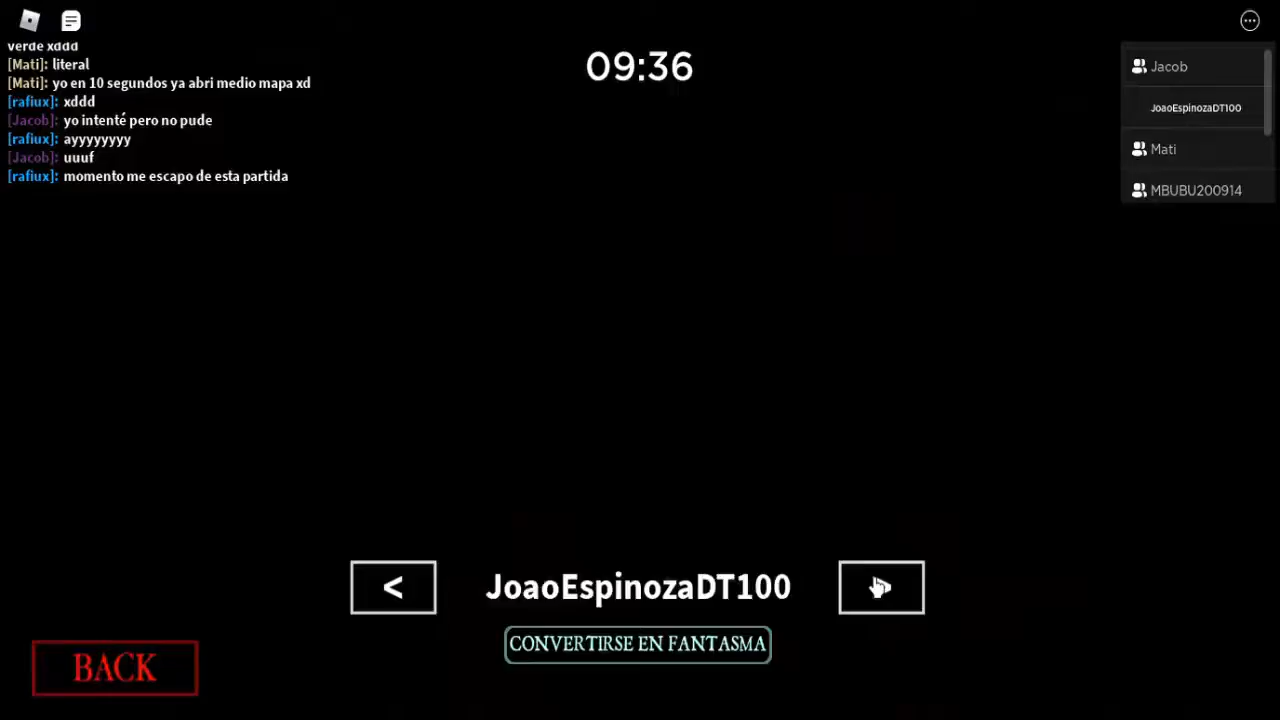 verde xddd
[Mati]: literal
[Mati]: yo en 10 segundos ya abri medio mapa xd
[rafiux]: xddd
[Jacob]: yo intenté pero no pude
[rafiux]: ayyyyyyyy
[Jacob]: uuuf
[rafiux]: momento me escapo de esta partida
09:36
Jacob
JoaoEspinozaDT100
Mati
MBUBU200914
<
JoaoEspinozaDT100
CONVERTIRSE EN FANTASMA
BACK